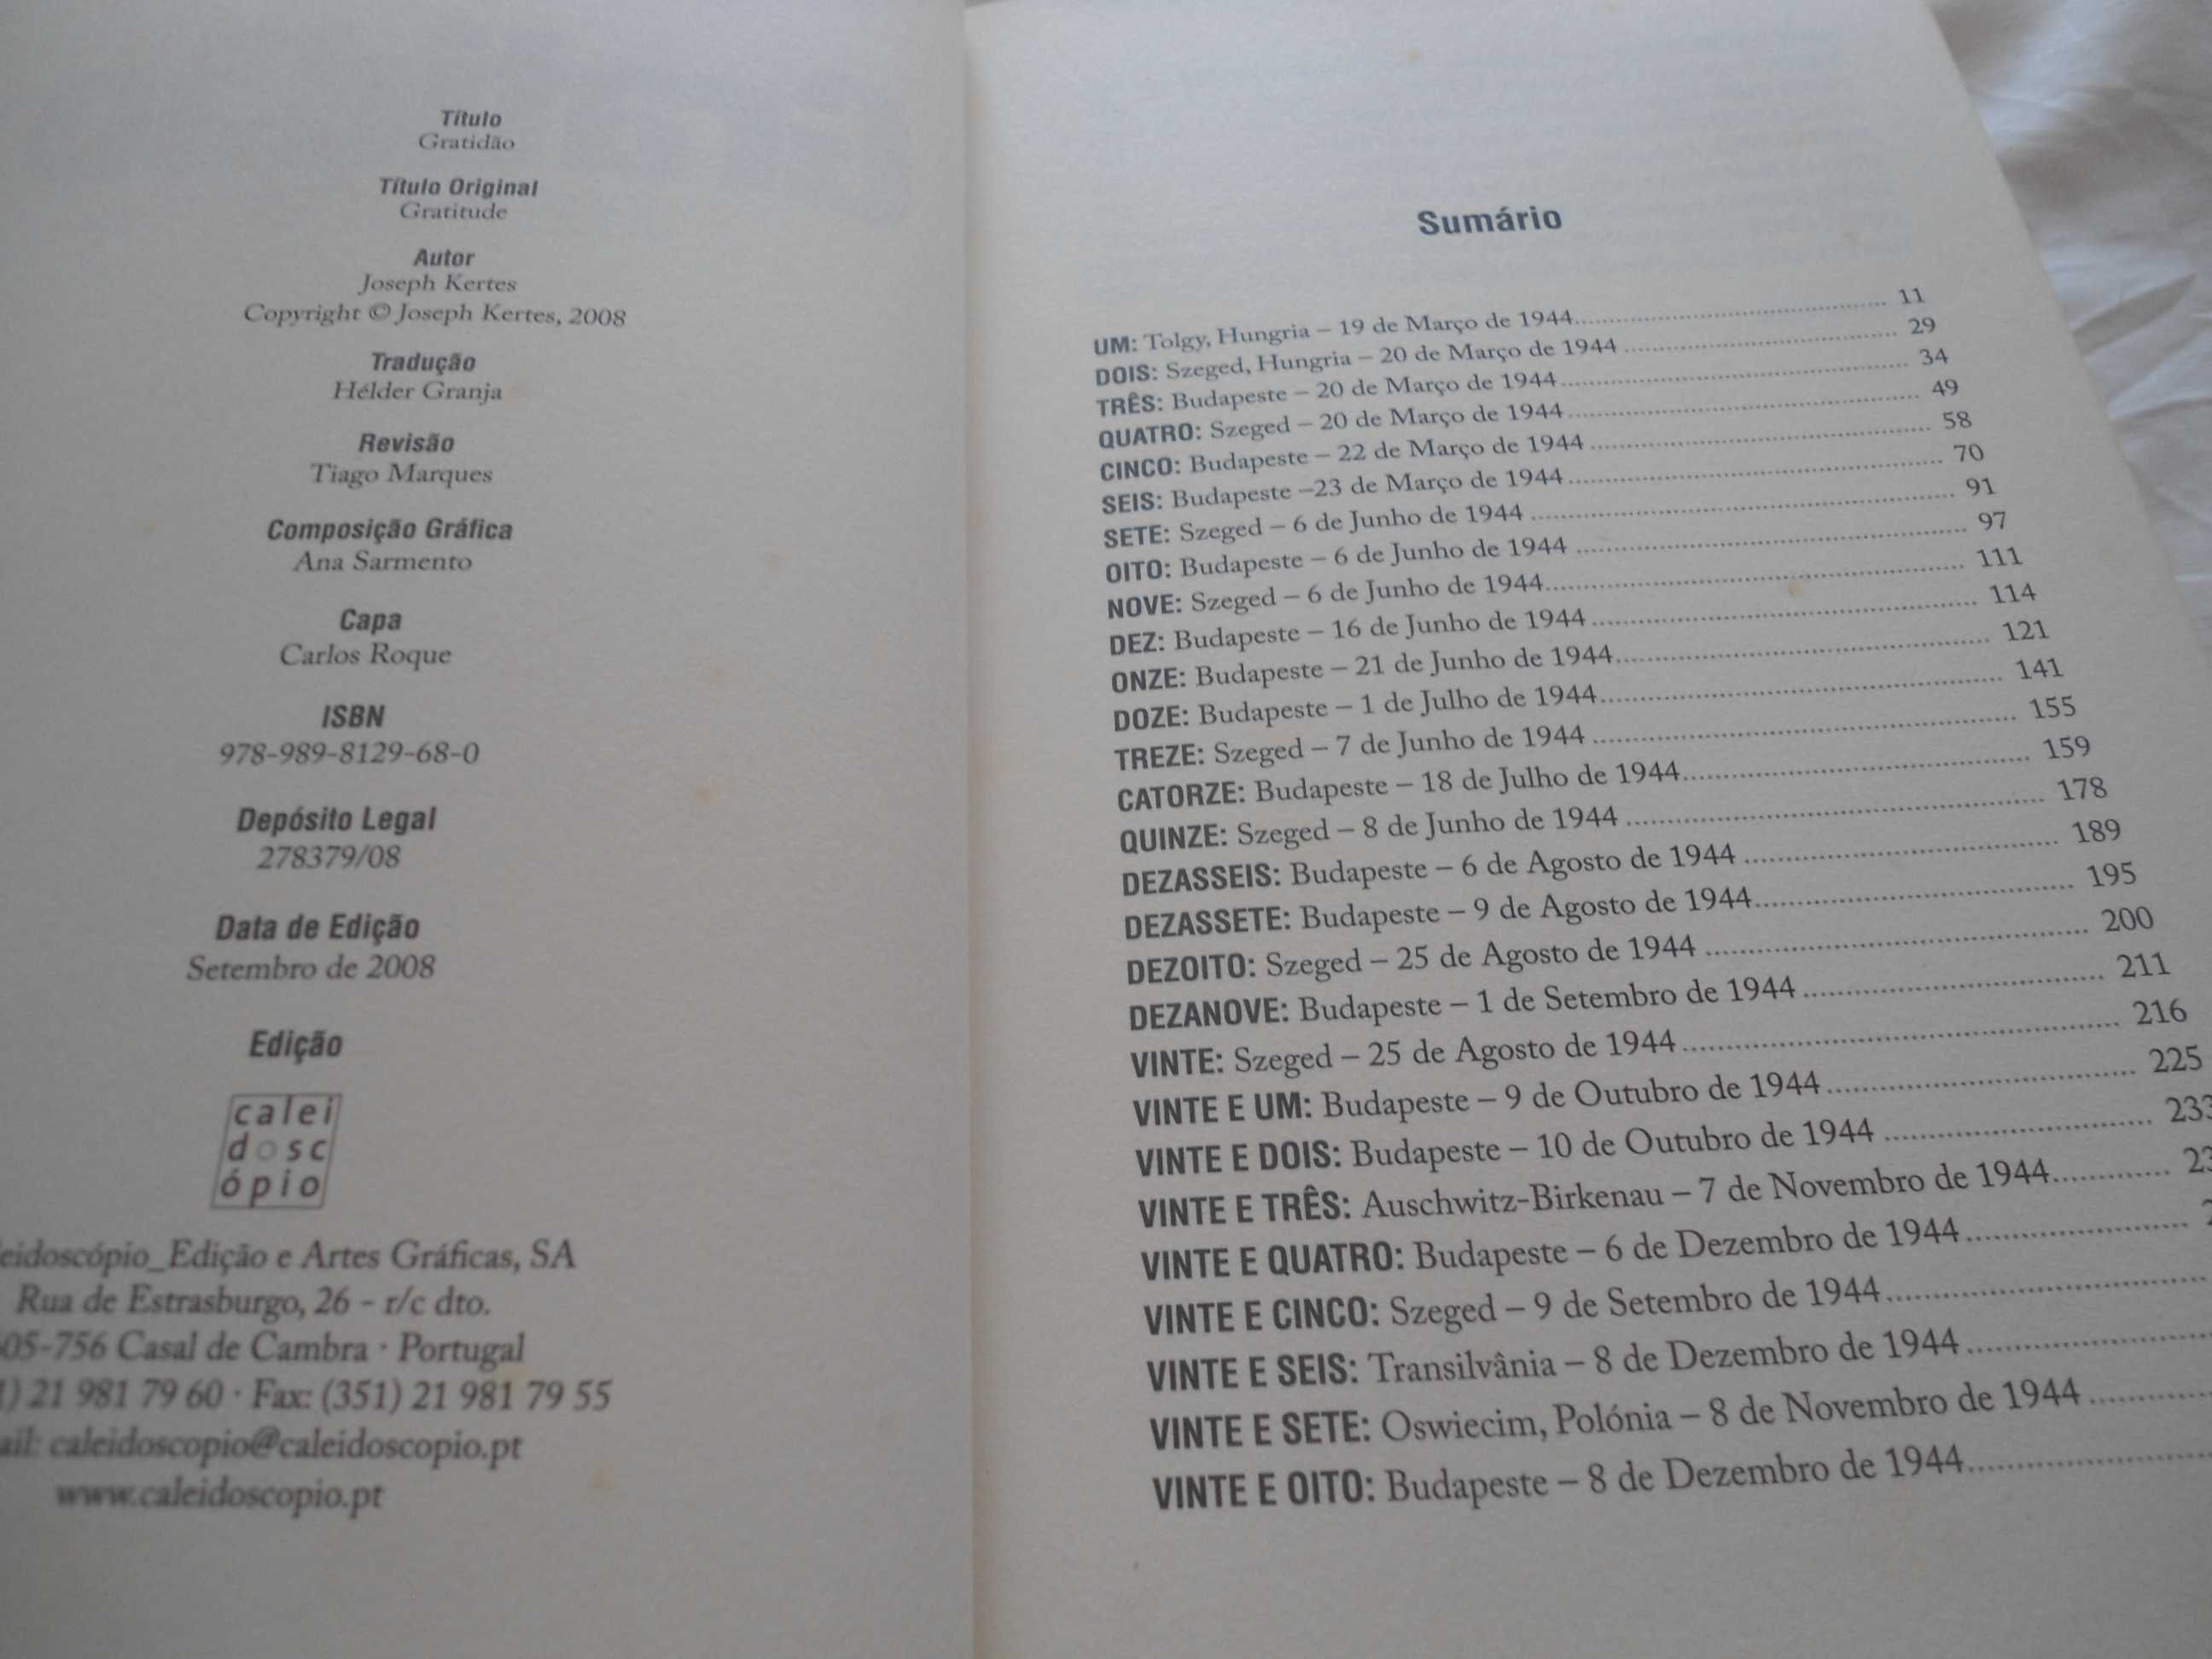 Título
Gratidão
Título Original
Gratitude
Autor
Joseph Kertes
Copyright © Joseph Kertes, 2008
Tradução
Hélder Granja
Revisão
Tiago Marques
Composição Gráfica
Ana Sarmento
Capa
Carlos Roque
ISBN
978-989-8129-68-0
Depósito Legal
278379/08
Data de Edição
Setembro de 2008
Edição
calei
dosc
ópio
eidoscópio_Edição e Artes Gráficas, SA
Rua de Estrasburgo, 26 - r/c dto.
05-756 Casal de Cambra · Portugal
) 21 981 79 60 · Fax: (351) 21 981 79 55
ail: caleidoscopio@caleidoscopio.pt
www.caleidoscopio.pt
Sumário
UM: Tolgy, Hungria – 19 de Março de 1944 11
DOIS: Szeged, Hungria – 20 de Março de 1944 29
TRÊS: Budapeste – 20 de Março de 1944 34
QUATRO: Szeged – 20 de Março de 1944 49
CINCO: Budapeste – 22 de Março de 1944 58
SEIS: Budapeste –23 de Março de 1944 70
SETE: Szeged – 6 de Junho de 1944 91
OITO: Budapeste – 6 de Junho de 1944 97
NOVE: Szeged – 6 de Junho de 1944 111
DEZ: Budapeste – 16 de Junho de 1944 114
ONZE: Budapeste – 21 de Junho de 1944 121
DOZE: Budapeste – 1 de Julho de 1944 141
TREZE: Szeged – 7 de Junho de 1944 155
CATORZE: Budapeste – 18 de Julho de 1944 159
QUINZE: Szeged – 8 de Junho de 1944 178
DEZASSEIS: Budapeste – 6 de Agosto de 1944 189
DEZASSETE: Budapeste – 9 de Agosto de 1944 195
DEZOITO: Szeged – 25 de Agosto de 1944 200
DEZANOVE: Budapeste – 1 de Setembro de 1944 211
VINTE: Szeged – 25 de Agosto de 1944 216
VINTE E UM: Budapeste – 9 de Outubro de 1944 225
VINTE E DOIS: Budapeste – 10 de Outubro de 1944 233
VINTE E TRÊS: Auschwitz-Birkenau – 7 de Novembro de 1944 23
VINTE E QUATRO: Budapeste – 6 de Dezembro de 1944 2
VINTE E CINCO: Szeged – 9 de Setembro de 1944
VINTE E SEIS: Transilvânia – 8 de Dezembro de 1944
VINTE E SETE: Oswiecim, Polónia – 8 de Novembro de 1944
VINTE E OITO: Budapeste – 8 de Dezembro de 1944